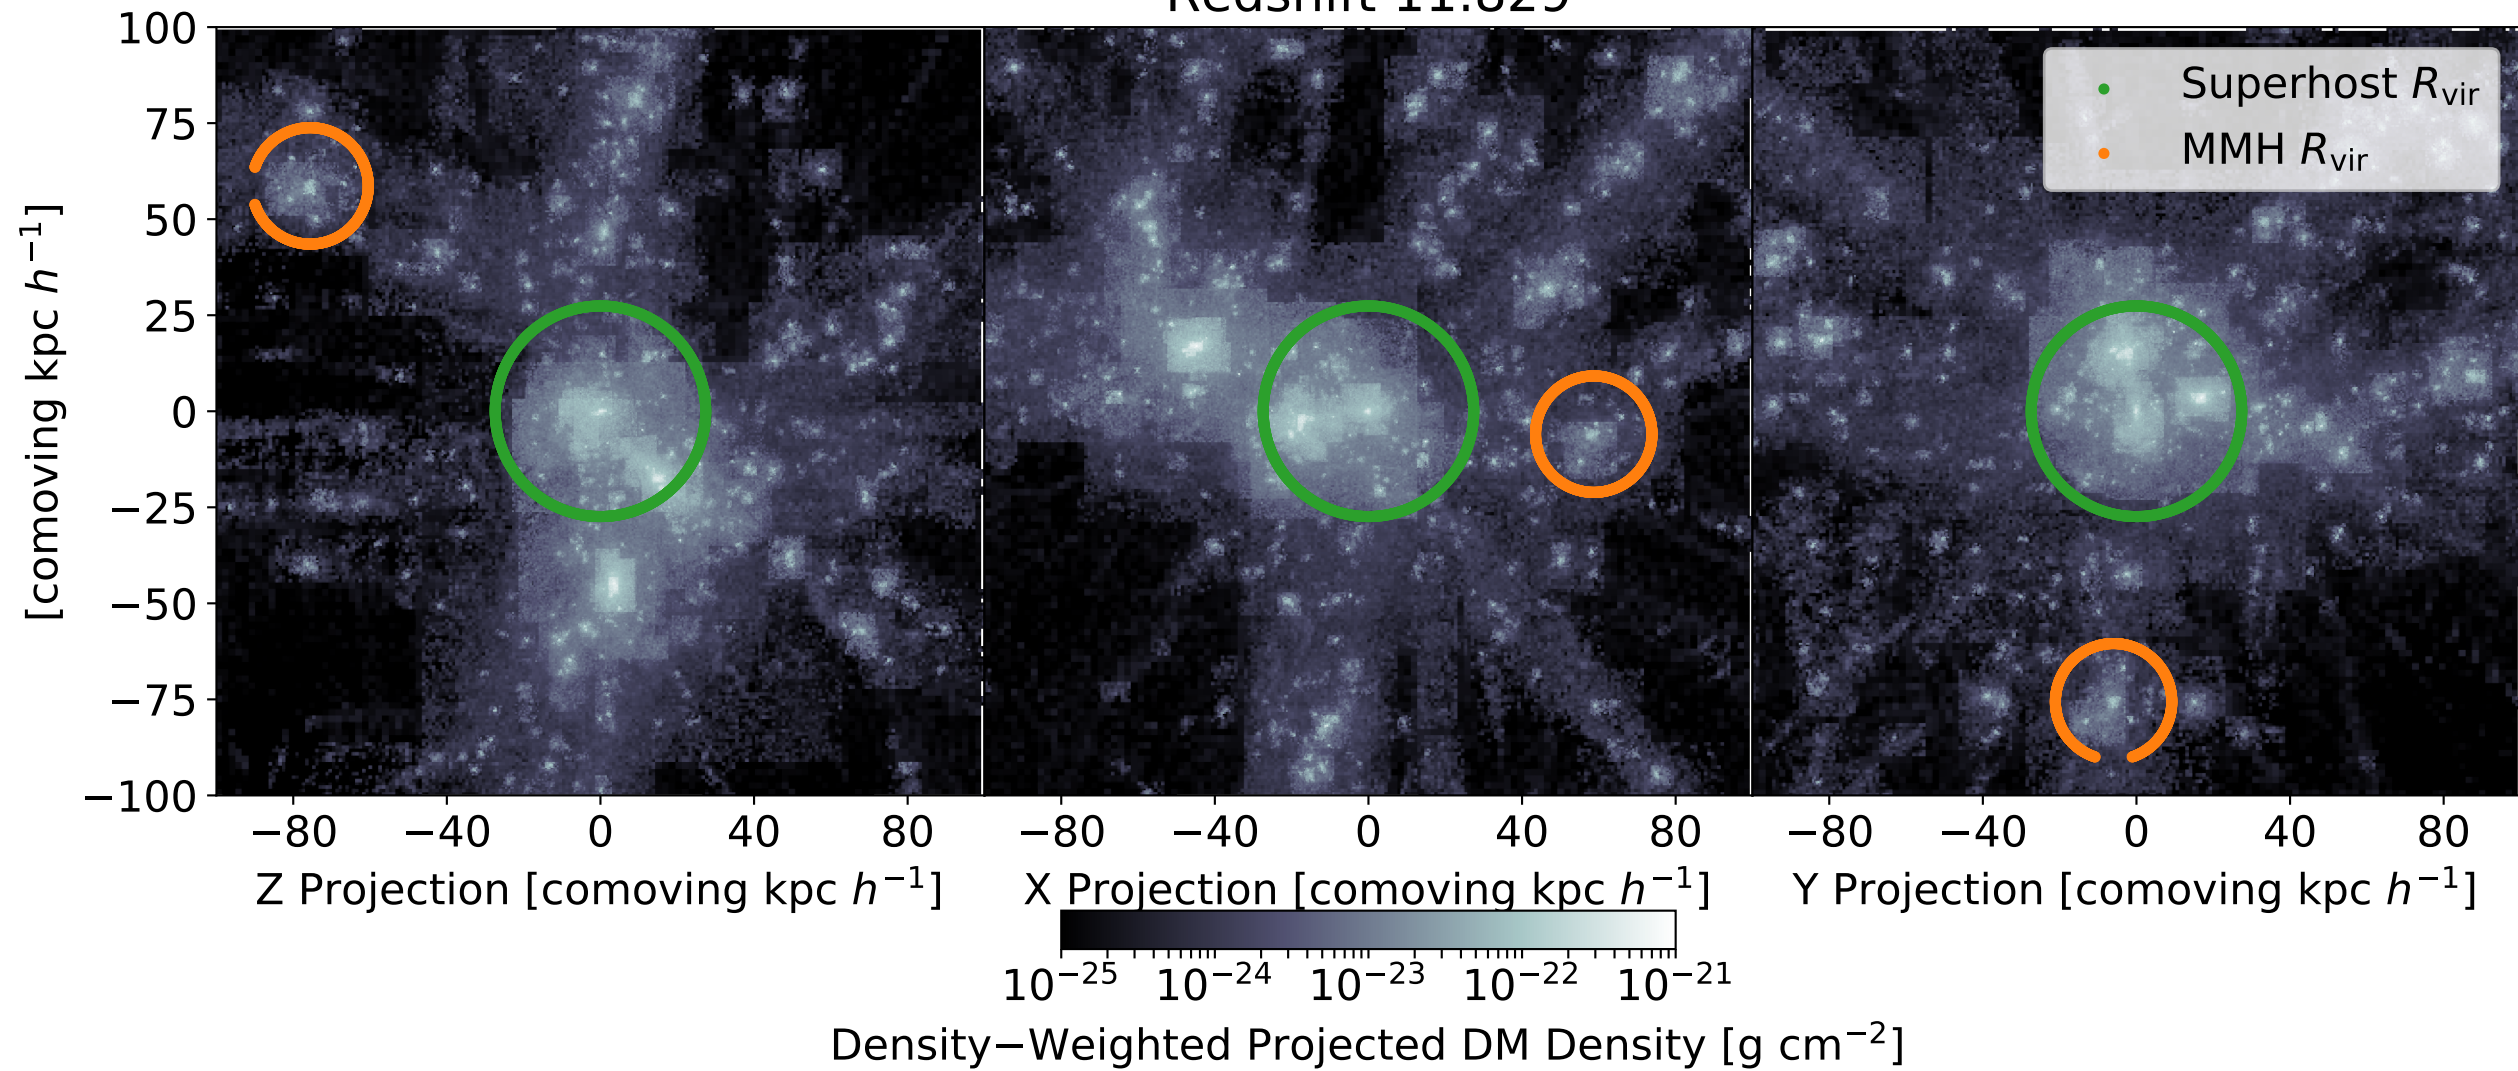 Redshift 11.829
Superhost R_vir
MMH R_vir
[comoving kpc h⁻¹]
100
75
50
25
0
−25
−50
−75
−100
−80 −40 0 40 80 −80 −40 0 40 80 −80 −40 0 40 80
Z Projection [comoving kpc h⁻¹] X Projection [comoving kpc h⁻¹] Y Projection [comoving kpc h⁻¹]
10⁻²⁵ 10⁻²⁴ 10⁻²³ 10⁻²² 10⁻²¹
Density−Weighted Projected DM Density [g cm⁻²]